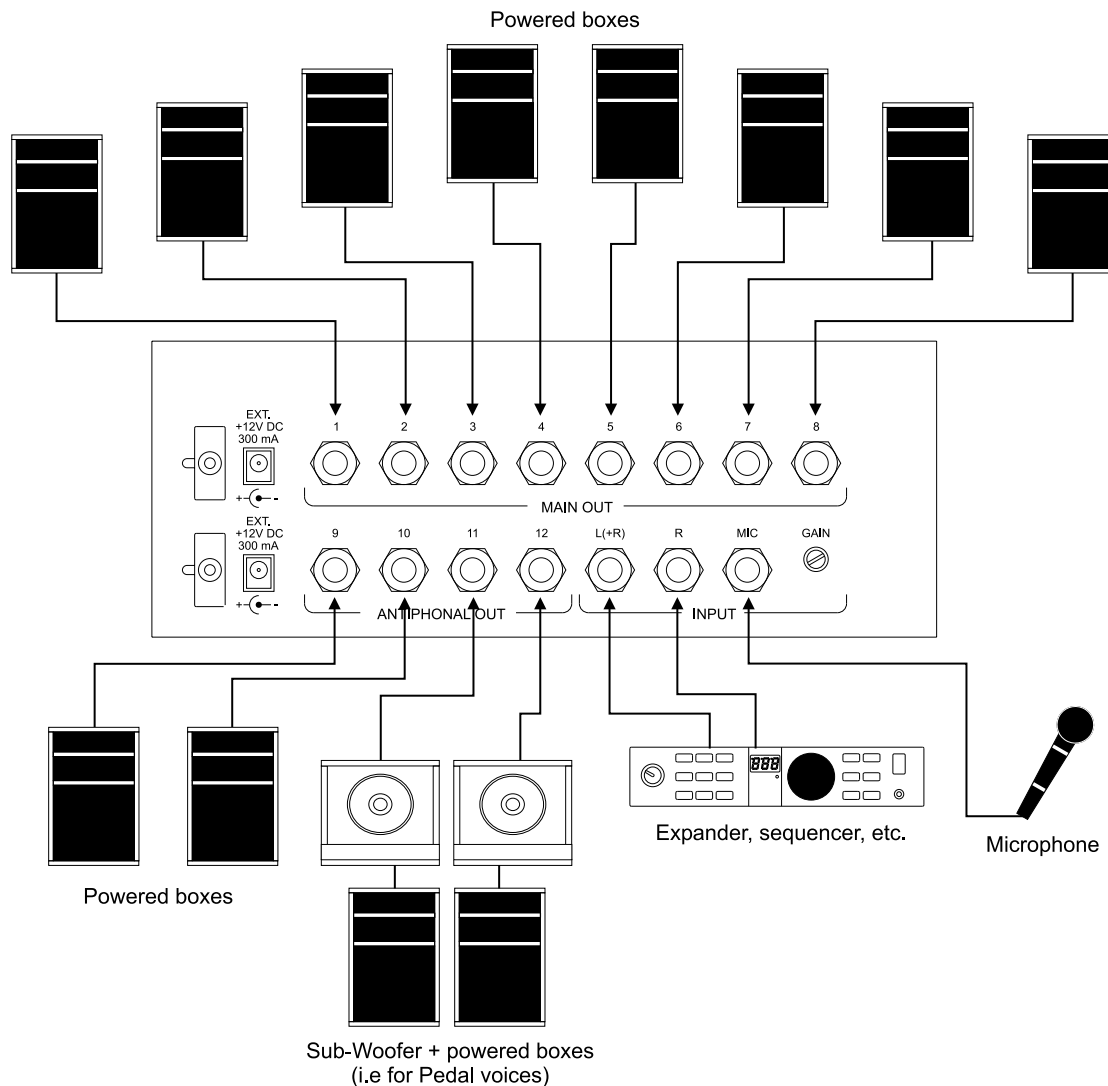 Powered boxes
EXT.
+12V DC
300 mA
+ -
1 2 3 4 5 6 7 8
MAIN OUT
EXT.
+12V DC
300 mA
+ -
9 10 11 12 L(+R) R MIC GAIN
ANTIPHONAL OUT INPUT
888
Expander, sequencer, etc.
Microphone
Powered boxes
Sub-Woofer + powered boxes
(i.e for Pedal voices)